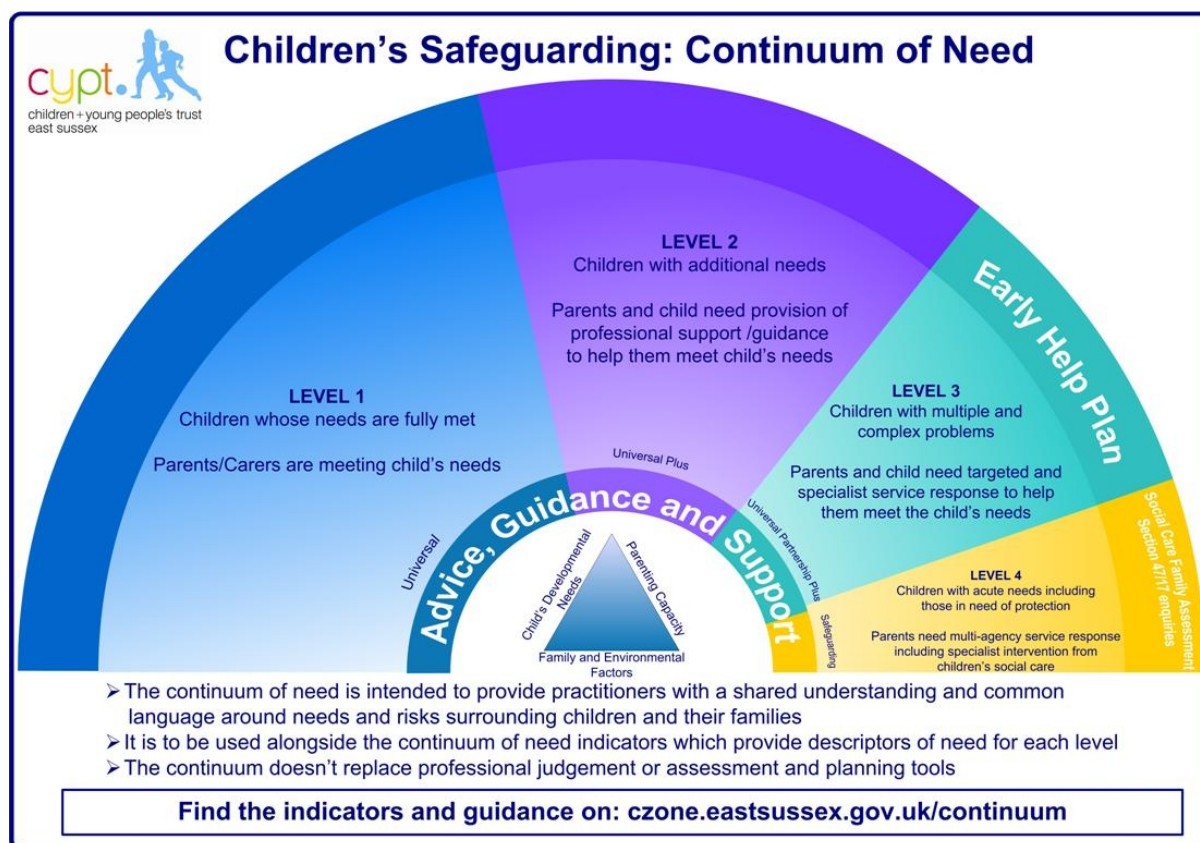 Children’s Safeguarding: Continuum of Need
cypt.
children+young people's trust
east sussex
LEVEL 1
Children whose needs are fully met
Parents/Carers are meeting child’s needs
LEVEL 2
Children with additional needs
Parents and child need provision of
professional support /guidance
to help them meet child’s needs
LEVEL 3
Children with multiple and
complex problems
Parents and child need targeted and
specialist service response to help
them meet the child’s needs
Early Help Plan
LEVEL 4
Children with acute needs including
those in need of protection
Parents need multi-agency service response
including specialist intervention from
children’s social care
Social Care Family Assessment
Section 47/17 enquiries
Universal
Universal Plus
Universal Partnership Plus
Safeguarding
Advice, Guidance and Support
Child’s Developmental
Needs
Parenting Capacity
Family and Environmental
Factors
➢ The continuum of need is intended to provide practitioners with a shared understanding and common
language around needs and risks surrounding children and their families
➢ It is to be used alongside the continuum of need indicators which provide descriptors of need for each level
➢ The continuum doesn’t replace professional judgement or assessment and planning tools
Find the indicators and guidance on: czone.eastsussex.gov.uk/continuum